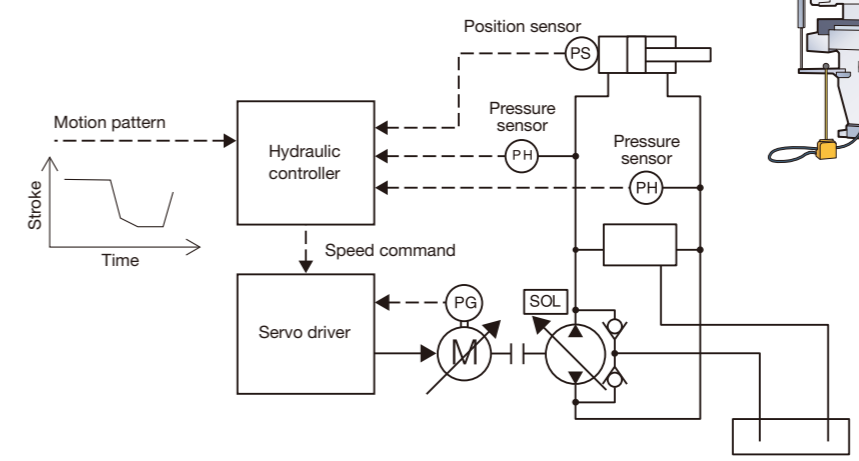 Position sensor
PS
Motion pattern
Pressure
sensor
Hydraulic
controller
PH
Pressure
sensor
PH
Stroke
Time
Speed command
Servo driver
PG
SOL
M